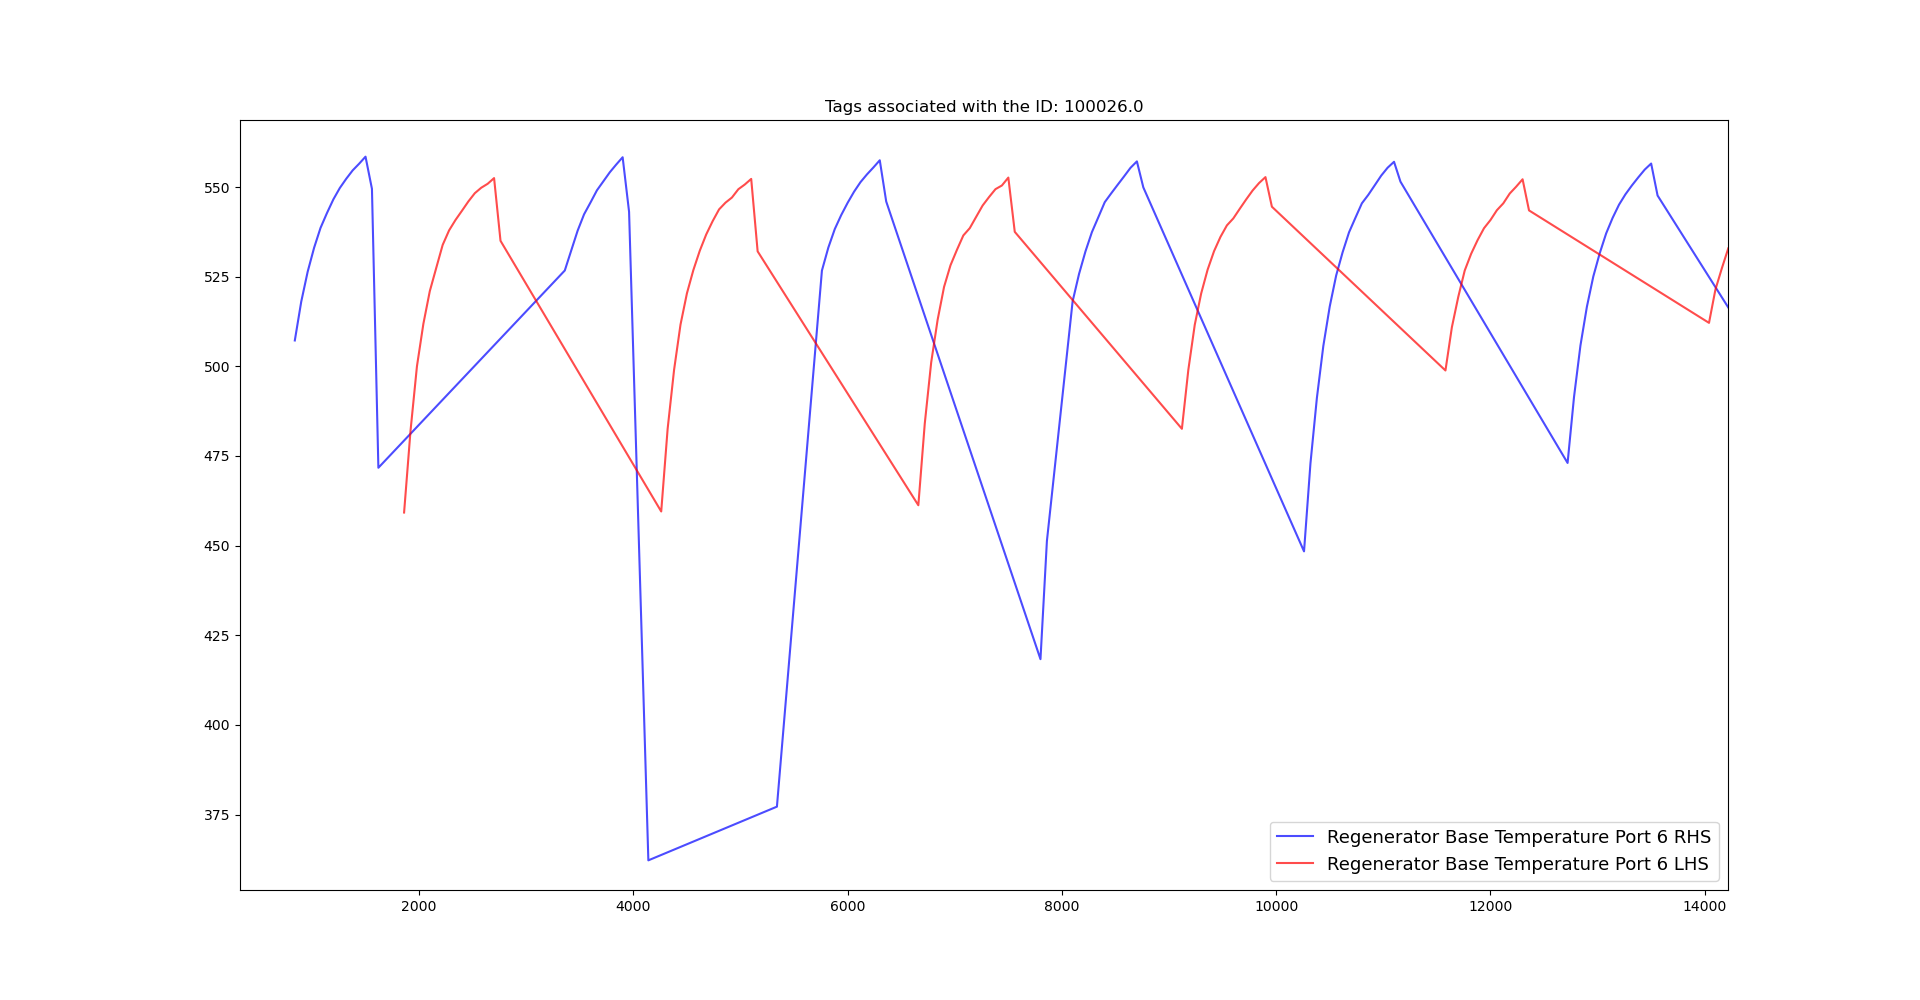 Tags associated with the ID: 100026.0
550
525
500
475
450
425
400
375
2000 4000 6000 8000 10000 12000 14000
Regenerator Base Temperature Port 6 RHS
Regenerator Base Temperature Port 6 LHS